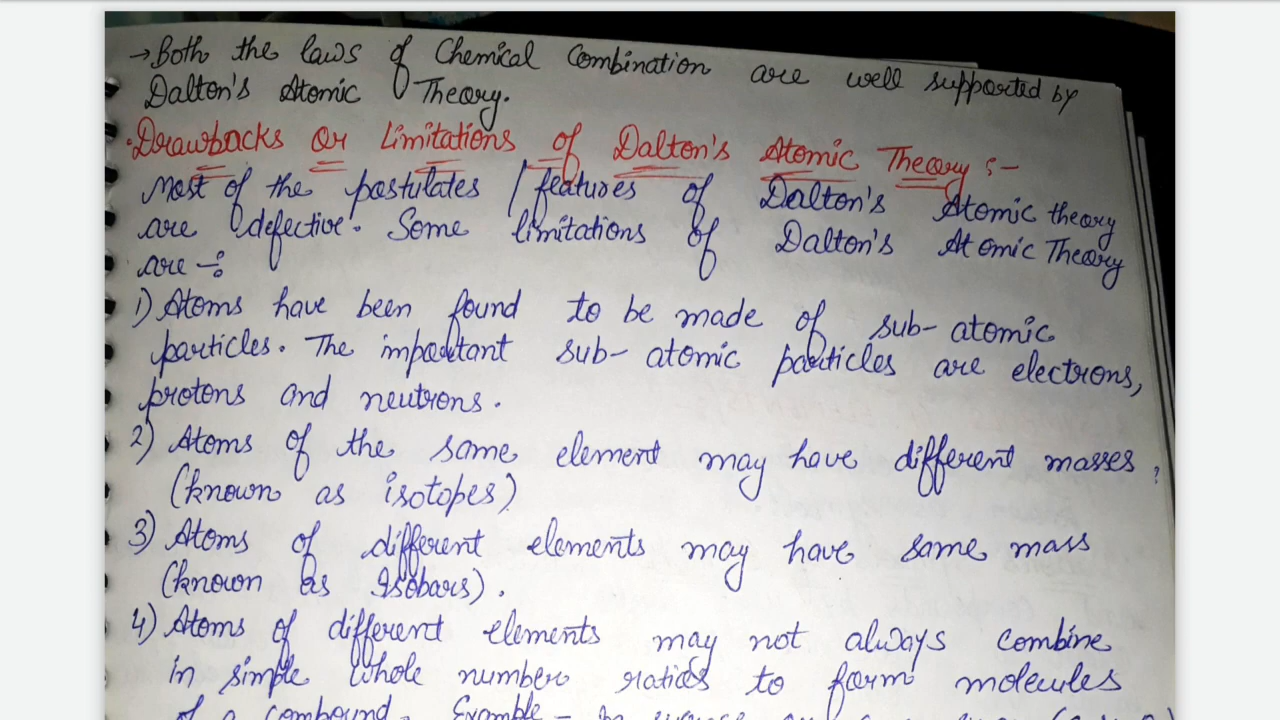 →Both the laws of Chemical Combination are well supported by
Dalton's Atomic Theory.
·Drawbacks Or Limitations of Dalton's Atomic Theory :-
Most of the postulates / features of Dalton's Atomic theory
are defective. Some limitations of Dalton's Atomic Theory
are -:
1) Atoms have been found to be made of sub-atomic
particles. The important sub-atomic particles are electrons,
protons and neutrons.
2) Atoms of the same element may have different masses.
(known as isotopes)
3) Atoms of different elements may have same mass
(known as Isobars).
4) Atoms of different elements may not always combine
in simple whole number ratios to form molecules
of a compound. Example - In sugar